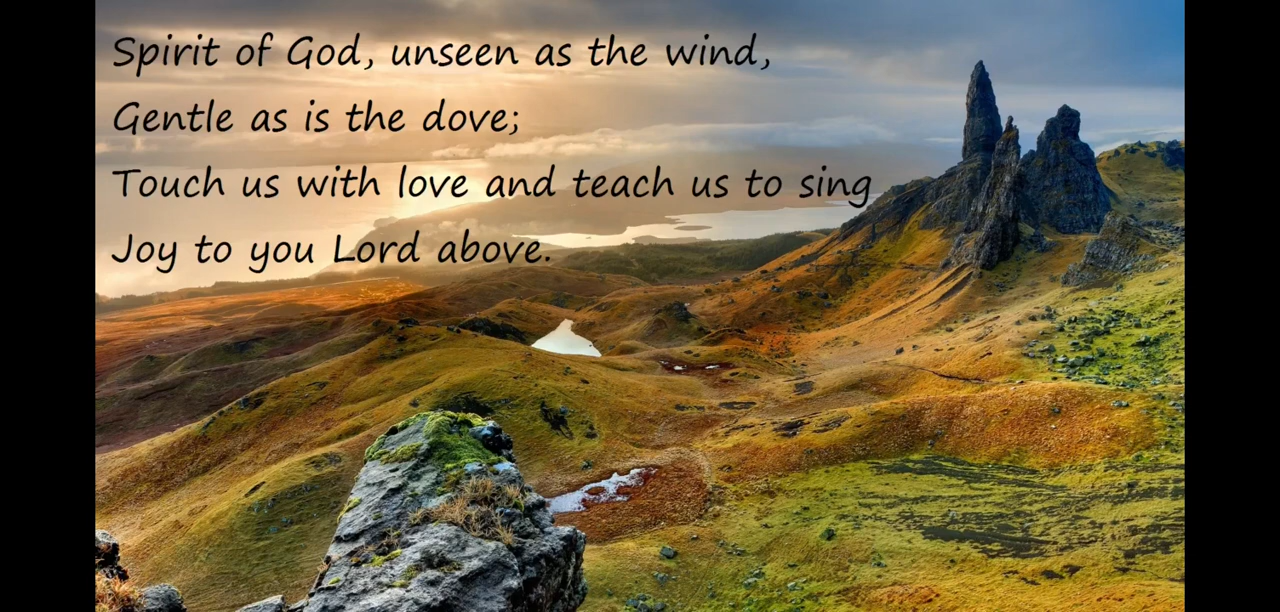 Spirit of God, unseen as the wind,
Gentle as is the dove;
Touch us with love and teach us to sing
Joy to you Lord above.